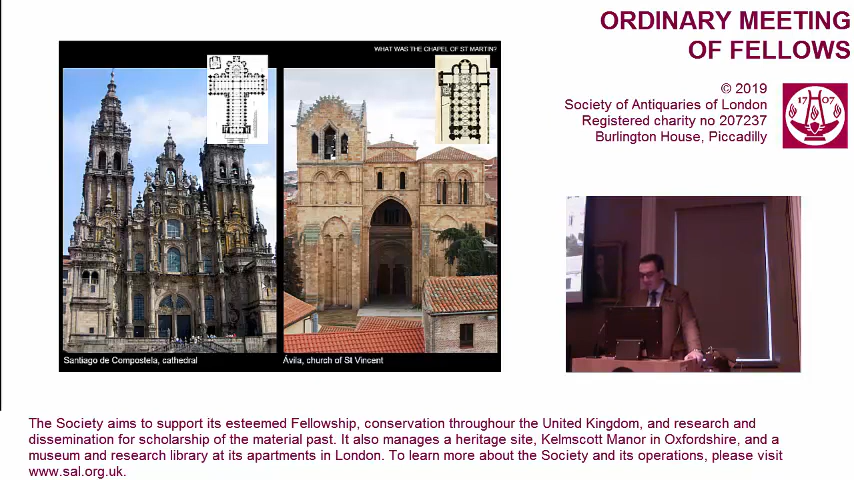 ORDINARY MEETING
OF FELLOWS
© 2019
Society of Antiquaries of London
Registered charity no 207237
Burlington House, Piccadilly
17 07
WHAT WAS THE CHAPEL OF ST MARTIN?
Santiago de Compostela, cathedral
Ávila, church of St Vincent
The Society aims to support its esteemed Fellowship, conservation throughour the United Kingdom, and research and
dissemination for scholarship of the material past. It also manages a heritage site, Kelmscott Manor in Oxfordshire, and a
museum and research library at its apartments in London. To learn more about the Society and its operations, please visit
www.sal.org.uk.